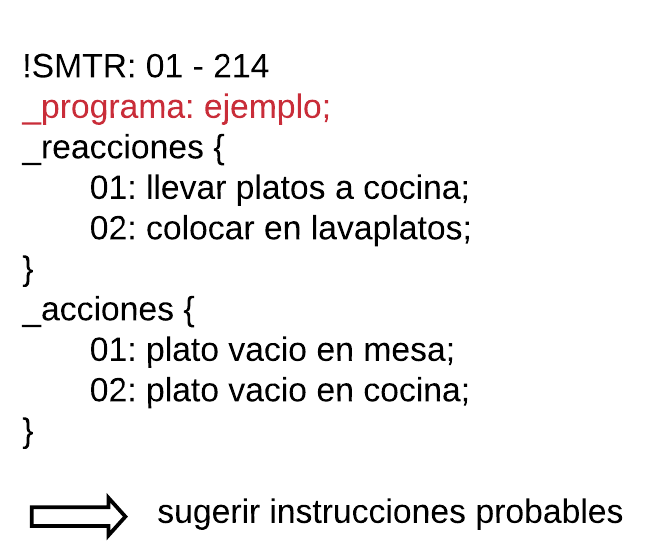 !SMTR: 01 - 214
_programa: ejemplo;
_reacciones {
01: llevar platos a cocina;
02: colocar en lavaplatos;
}
_acciones {
01: plato vacio en mesa;
02: plato vacio en cocina;
}
sugerir instrucciones probables